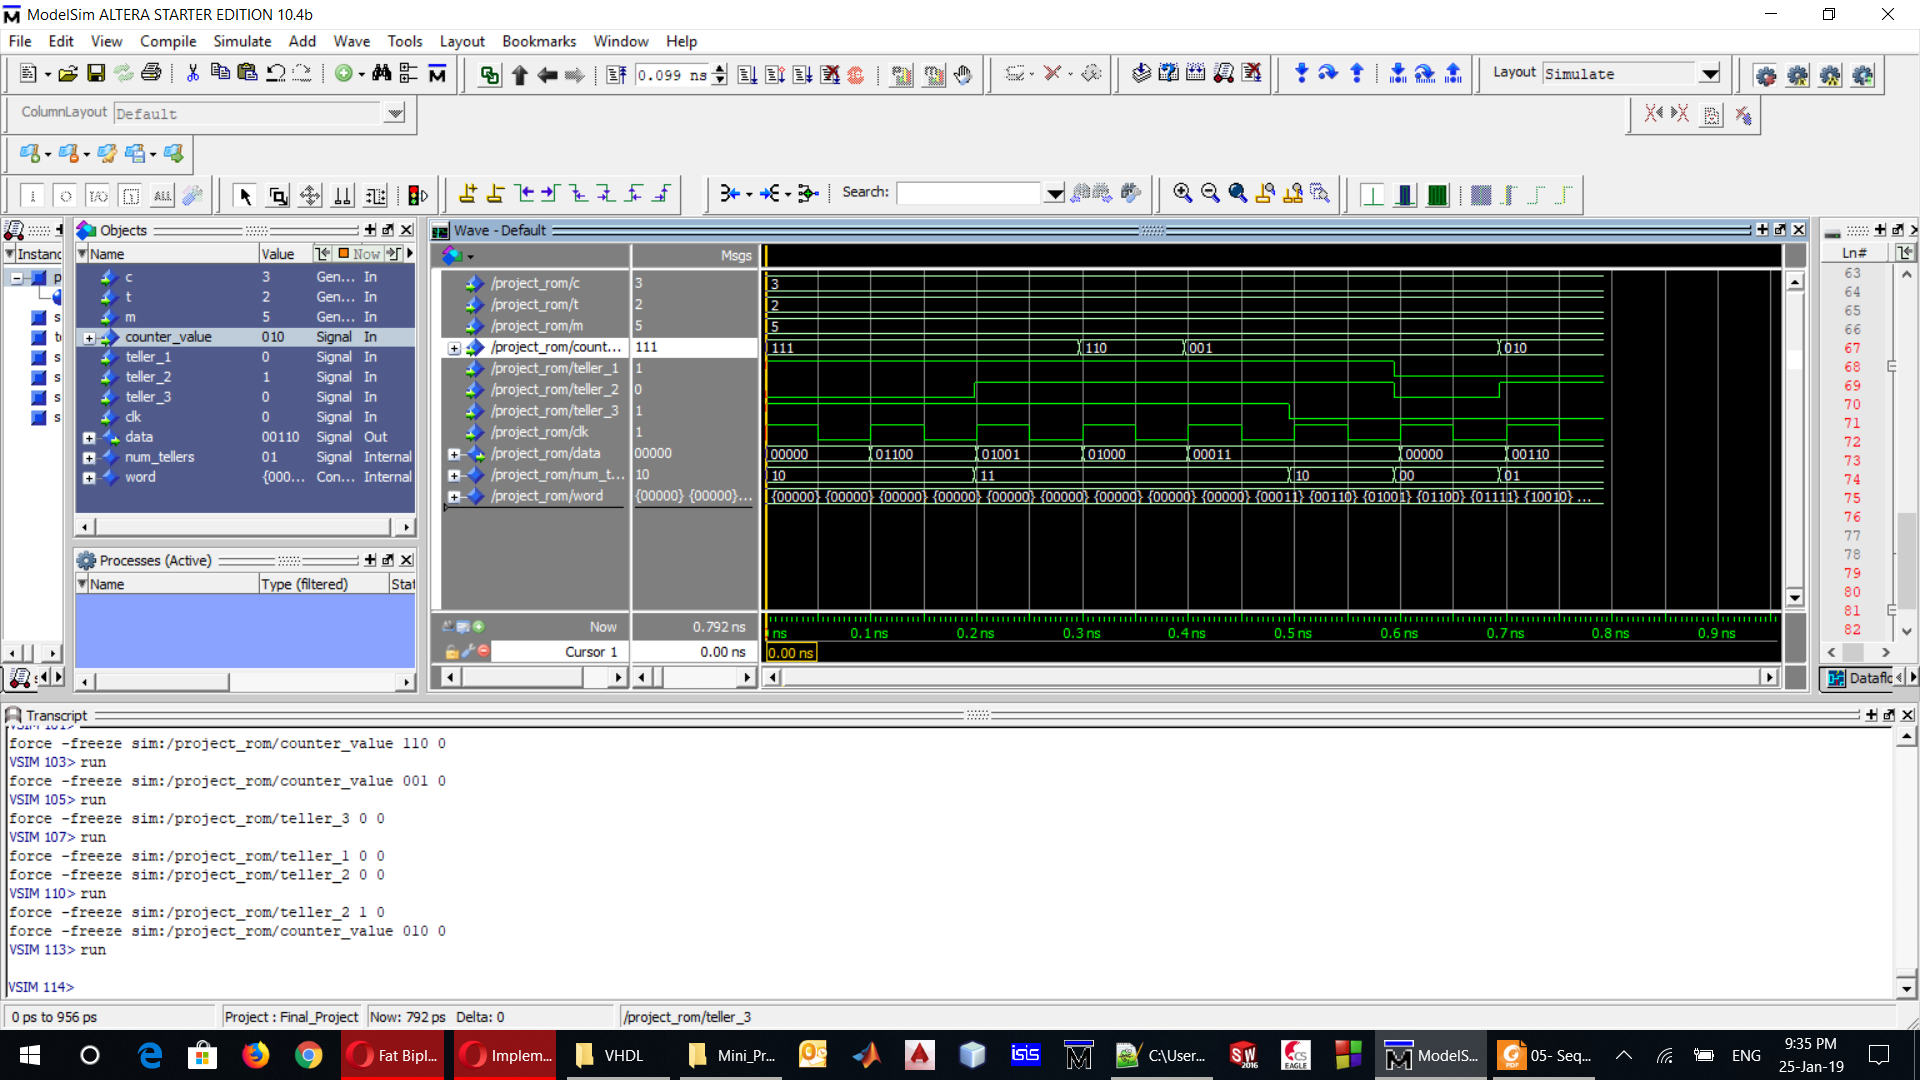 ModelSim ALTERA STARTER EDITION 10.4b
File Edit View Compile Simulate Add Wave Tools Layout Bookmarks Window Help
0.099 ns
Layout Simulate
ColumnLayout Default
Search:
Objects
Name Value Now
c 3 Gen... In
t 2 Gen... In
m 5 Gen... In
counter_value 010 Signal In
teller_1 0 Signal In
teller_2 1 Signal In
teller_3 0 Signal In
clk 0 Signal In
data 00110 Signal Out
num_tellers 01 Signal Internal
word {000... Con... Internal
Processes (Active)
Name Type (filtered) Stat
Instanc
Wave - Default
Msgs
/project_rom/c 3 3
/project_rom/t 2 2
/project_rom/m 5 5
/project_rom/count... 111 111 110 001 010
/project_rom/teller_1 1
/project_rom/teller_2 0
/project_rom/teller_3 1
/project_rom/clk 1
/project_rom/data 00000 00000 01100 01001 01000 00011 00000 00110
/project_rom/num_t... 10 10 11 10 00 01
/project_rom/word {00000} {00000}... {00000} {00000} {00000} {00000} {00000} {00000} {00000} {00000} {00000} {00011} {00110} {01001} {01100} {01111} {10010} ...
Now 0.792 ns ns 0.1 ns 0.2 ns 0.3 ns 0.4 ns 0.5 ns 0.6 ns 0.7 ns 0.8 ns 0.9 ns
Cursor 1 0.00 ns 0.00 ns
Ln#
63
64
65
66
67
68
69
70
71
72
73
74
75
76
77
78
79
80
81
82
Dataflo
Transcript
force -freeze sim:/project_rom/counter_value 110 0
VSIM 103> run
force -freeze sim:/project_rom/counter_value 001 0
VSIM 105> run
force -freeze sim:/project_rom/teller_3 0 0
VSIM 107> run
force -freeze sim:/project_rom/teller_1 0 0
force -freeze sim:/project_rom/teller_2 0 0
VSIM 110> run
force -freeze sim:/project_rom/teller_2 1 0
force -freeze sim:/project_rom/counter_value 010 0
VSIM 113> run
VSIM 114>
0 ps to 956 ps Project : Final_Project Now: 792 ps Delta: 0 /project_rom/teller_3
Fat Bipl... Implem... VHDL Mini_Pr... isis C:\User... SW 2016 CS EAGLE ModelS... 05- Seq... ENG
9:35 PM
25-Jan-19